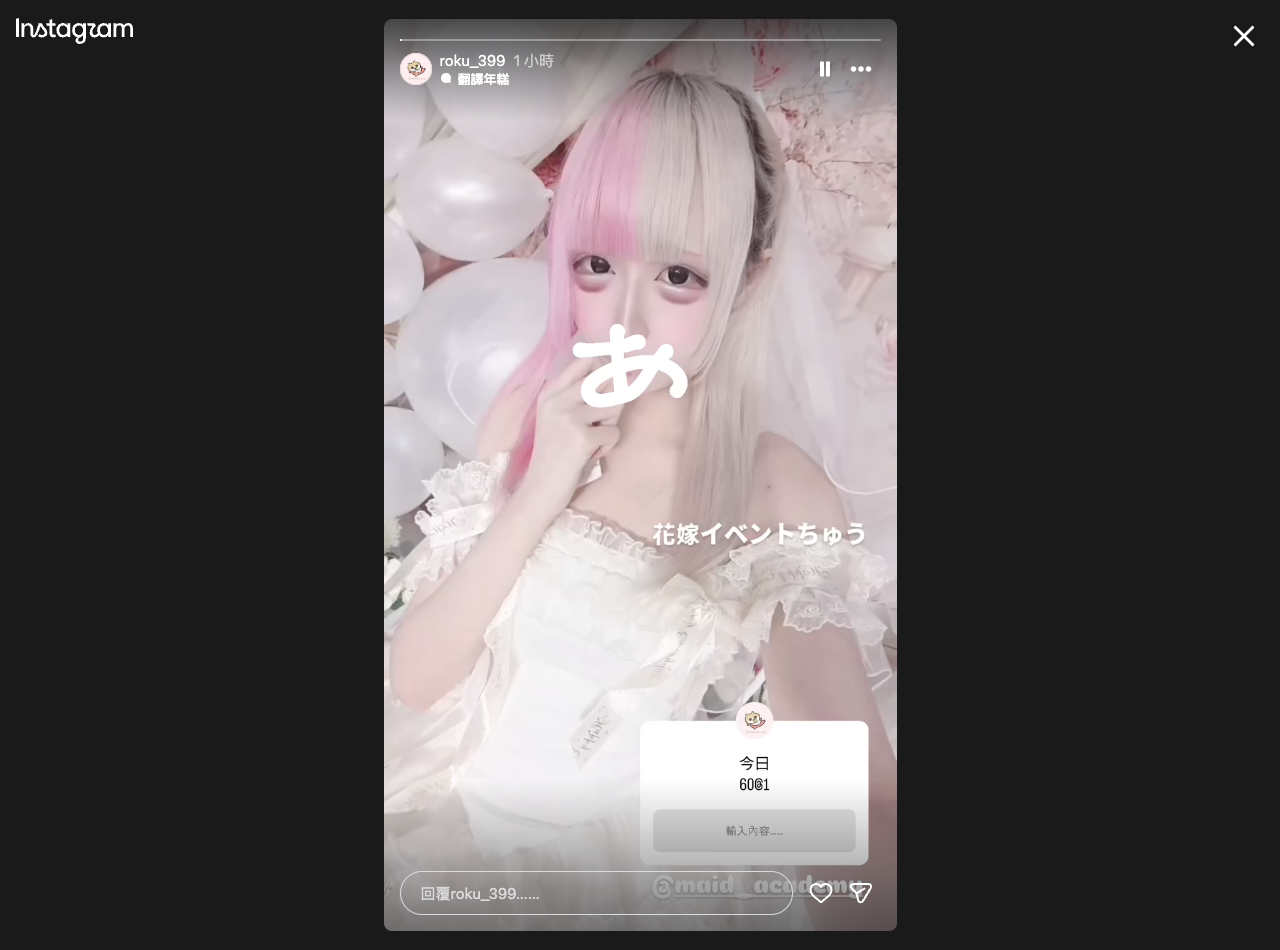 Instagram
roku_399 1 小時
翻譯年糕
あ
花嫁イベントちゅう
今日
60@1
輸入內容......
@maid_academy
回覆roku_399……